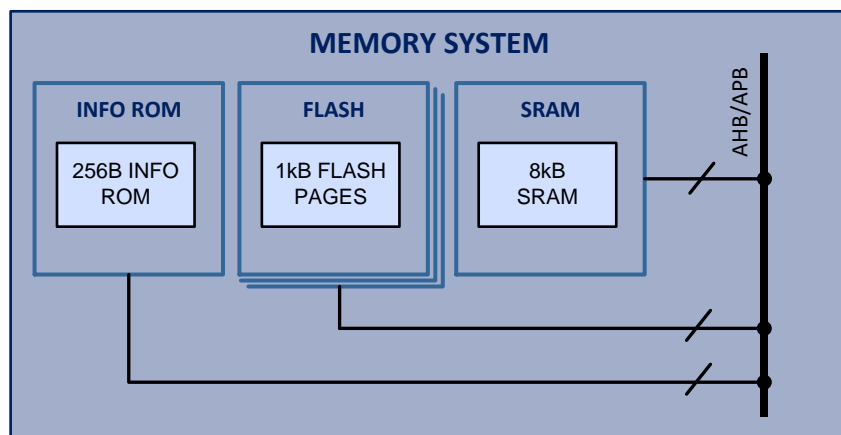 MEMORY SYSTEM
INFO ROM
256B INFO
ROM
FLASH
1kB FLASH
PAGES
SRAM
8kB
SRAM
AHB/APB